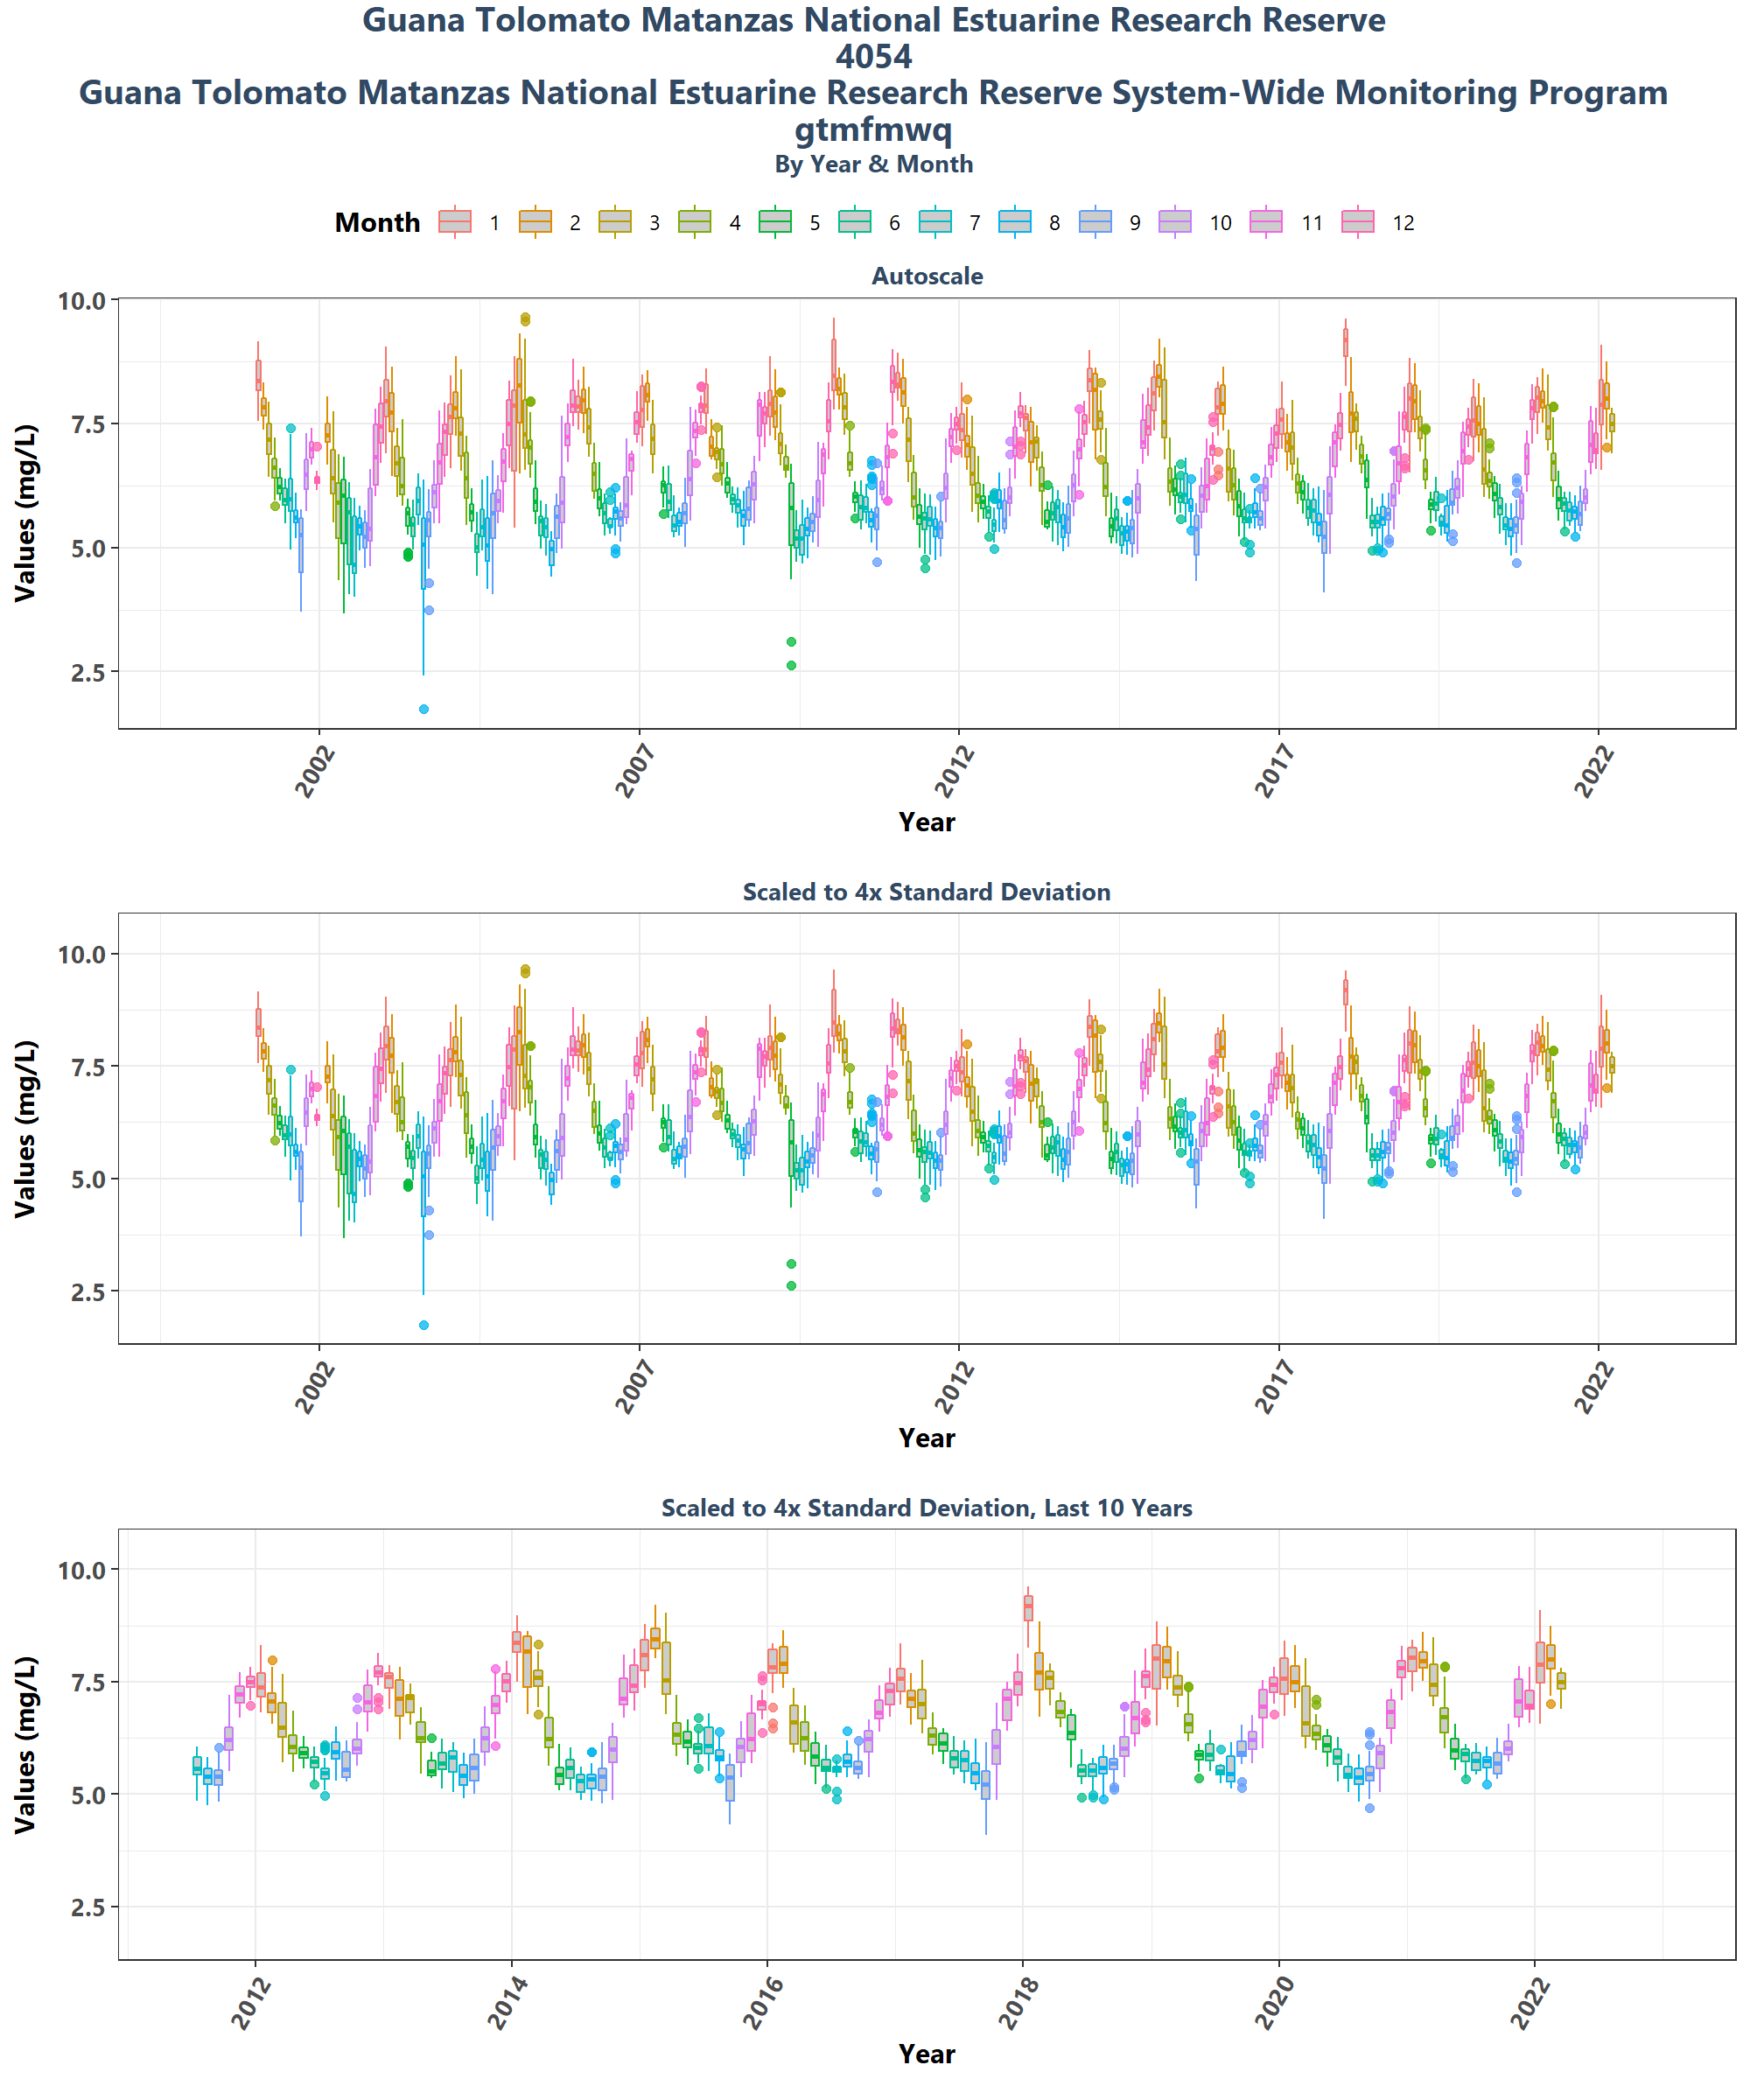 Guana Tolomato Matanzas National Estuarine Research Reserve
4054
Guana Tolomato Matanzas National Estuarine Research Reserve System-Wide Monitoring Program
gtmfmwq
By Year & Month
Month 1 2 3 4 5 6 7 8 9 10 11 12
Autoscale
10.0
7.5
5.0
2.5
Values (mg/L)
2002 2007 2012 2017 2022
Year
Scaled to 4x Standard Deviation
10.0
7.5
5.0
2.5
Values (mg/L)
2002 2007 2012 2017 2022
Year
Scaled to 4x Standard Deviation, Last 10 Years
10.0
7.5
5.0
2.5
Values (mg/L)
2012 2014 2016 2018 2020 2022
Year